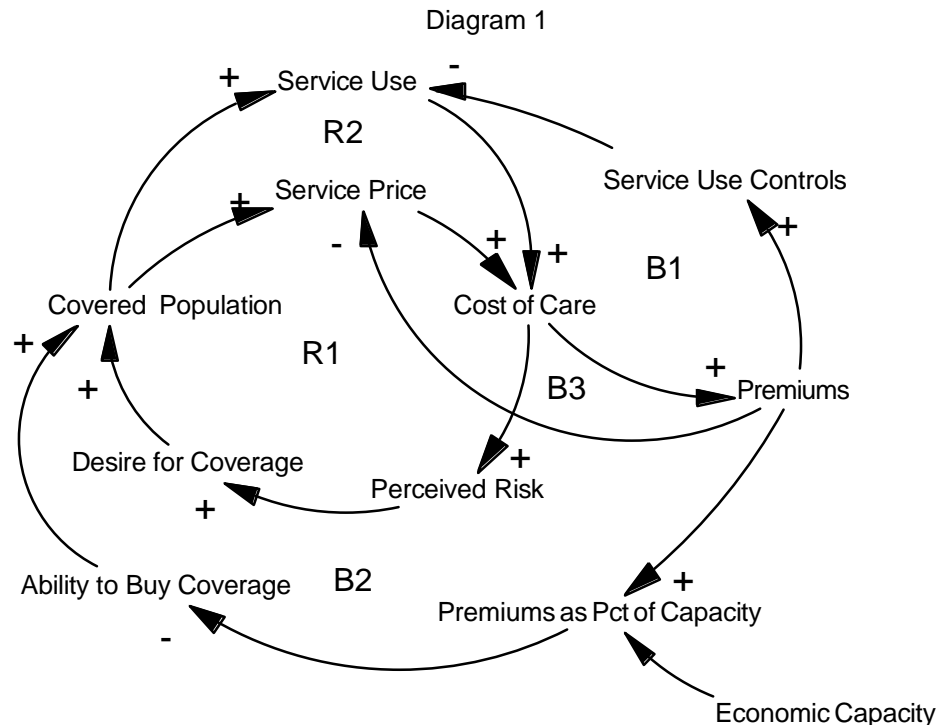 Diagram 1
-
+
Service Use
R2
Service Use Controls
Service Price
+
+
-
+
+
B1
Covered Population
Cost of Care
+
R1
+
+
B3
Premiums
Desire for Coverage
+
Perceived Risk
+
Ability to Buy Coverage
B2
+
Premiums as Pct of Capacity
-
Economic Capacity